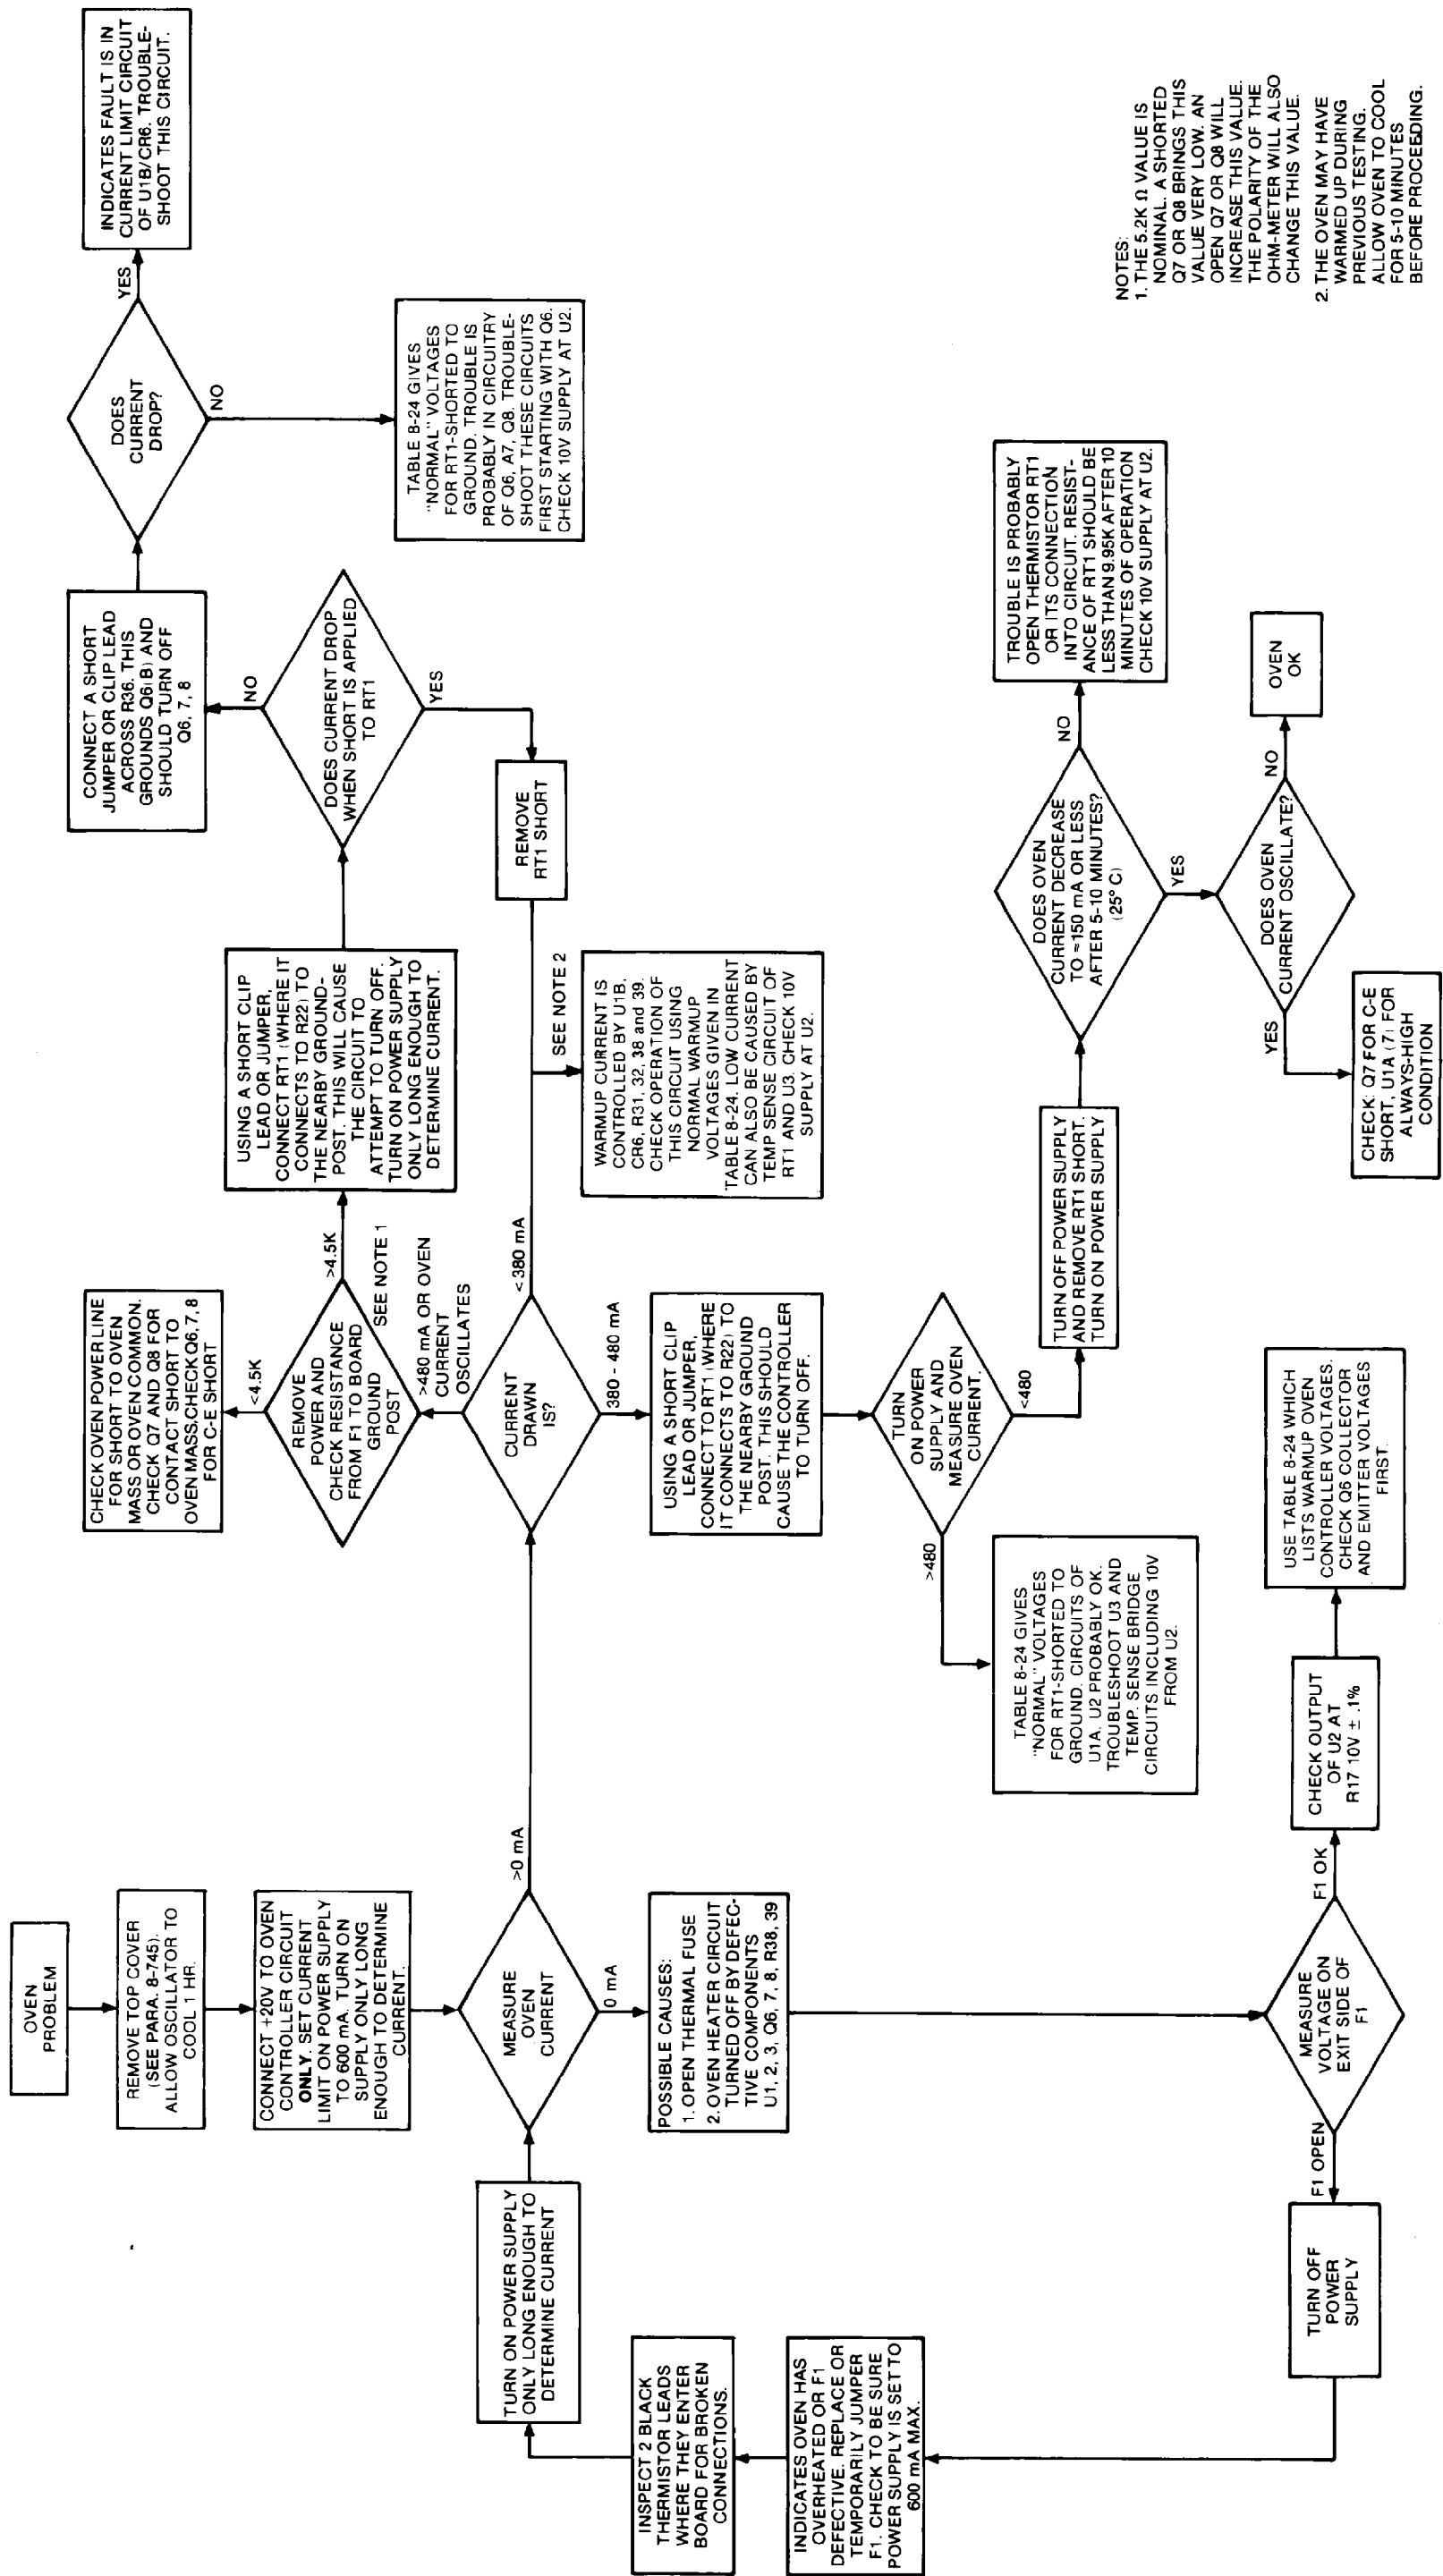 OVEN
PROBLEM
REMOVE TOP COVER
(SEE PARA. 8-745).
ALLOW OSCILLATOR TO
COOL 1 HR.
CONNECT +20V TO OVEN
CONTROLLER CIRCUIT
ONLY. SET CURRENT
LIMIT ON POWER SUPPLY
TO 600 mA. TURN ON
SUPPLY ONLY LONG
ENOUGH TO DETERMINE
CURRENT.
TURN ON POWER SUPPLY
ONLY LONG ENOUGH TO
DETERMINE CURRENT
MEASURE
OVEN
CURRENT
>0 mA
0 mA
POSSIBLE CAUSES:
1. OPEN THERMAL FUSE
2. OVEN HEATER CIRCUIT
TURNED OFF BY DEFEC-
TIVE COMPONENTS
U1, 2, 3, Q6, 7, 8, R38, 39
INSPECT 2 BLACK
THERMISTOR LEADS
WHERE THEY ENTER
BOARD FOR BROKEN
CONNECTIONS.
INDICATES OVEN HAS
OVERHEATED OR F1
DEFECTIVE. REPLACE OR
TEMPORARILY JUMPER
F1. CHECK TO BE SURE
POWER SUPPLY IS SET TO
600 mA MAX.
TURN OFF
POWER
SUPPLY
F1 OPEN
MEASURE
VOLTAGE ON
EXIT SIDE OF
F1
F1 OK
CHECK OUTPUT
OF U2 AT
R17 10V ± .1%
USE TABLE 8-24 WHICH
LISTS WARMUP OVEN
CONTROLLER VOLTAGES.
CHECK Q6 COLLECTOR
AND EMITTER VOLTAGES
FIRST.
CHECK OVEN POWER LINE
FOR SHORT TO OVEN
MASS OR OVEN COMMON.
CHECK Q7 AND Q8 FOR
CONTACT SHORT TO
OVEN MASS.CHECK Q6, 7, 8
FOR C-E SHORT
<4.5K
REMOVE
POWER AND
CHECK RESISTANCE
FROM F1 TO BOARD
GROUND
POST
>4.5K
SEE NOTE 1
>480 mA OR OVEN
CURRENT
OSCILLATES
CURRENT
DRAWN
IS?
<380 mA
380 - 480 mA
USING A SHORT CLIP
LEAD OR JUMPER,
CONNECT TO RT1 (WHERE
IT CONNECTS TO R22) TO
THE NEARBY GROUND
POST. THIS SHOULD
CAUSE THE CONTROLLER
TO TURN OFF.
TURN
ON POWER
SUPPLY AND
MEASURE OVEN
CURRENT.
>480
<480
TABLE 8-24 GIVES
"NORMAL" VOLTAGES
FOR RT1-SHORTED TO
GROUND. CIRCUITS OF
U1A. U2 PROBABLY OK.
TROUBLESHOOT U3 AND
TEMP. SENSE BRIDGE
CIRCUITS INCLUDING 10V
FROM U2.
USING A SHORT CLIP
LEAD OR JUMPER,
CONNECT RT1 (WHERE IT
CONNECTS TO R22) TO
THE NEARBY GROUND-
POST. THIS WILL CAUSE
THE CIRCUIT TO
ATTEMPT TO TURN OFF.
TURN ON POWER SUPPLY
ONLY LONG ENOUGH TO
DETERMINE CURRENT.
DOES CURRENT DROP
WHEN SHORT IS APPLIED
TO RT1
NO
YES
REMOVE
RT1 SHORT
SEE NOTE 2
WARMUP CURRENT IS
CONTROLLED BY U1B,
CR6, R31, 32, 38 and 39.
CHECK OPERATION OF
THIS CIRCUIT USING
NORMAL WARMUP
VOLTAGES GIVEN IN
TABLE 8-24. LOW CURRENT
CAN ALSO BE CAUSED BY
TEMP SENSE CIRCUIT OF
RT1 AND U3. CHECK 10V
SUPPLY AT U2.
CONNECT A SHORT
JUMPER OR CLIP LEAD
ACROSS R36. THIS
GROUNDS Q6(B) AND
SHOULD TURN OFF
Q6, 7, 8
DOES
CURRENT
DROP?
YES
NO
INDICATES FAULT IS IN
CURRENT LIMIT CIRCUIT
OF U1B/CR6. TROUBLE-
SHOOT THIS CIRCUIT.
TABLE 8-24 GIVES
"NORMAL" VOLTAGES
FOR RT1-SHORTED TO
GROUND. TROUBLE IS
PROBABLY IN CIRCUITRY
OF Q6, A7, Q8. TROUBLE-
SHOOT THESE CIRCUITS
FIRST STARTING WITH Q6.
CHECK 10V SUPPLY AT U2.
TURN OFF POWER SUPPLY
AND REMOVE RT1 SHORT.
TURN ON POWER SUPPLY
DOES OVEN
CURRENT DECREASE
TO ≈150 mA OR LESS
AFTER 5-10 MINUTES?
(25° C)
NO
YES
TROUBLE IS PROBABLY
OPEN THERMISTOR RT1
OR ITS CONNECTION
INTO CIRCUIT. RESIST-
ANCE OF RT1 SHOULD BE
LESS THAN 9.95K AFTER 10
MINUTES OF OPERATION
CHECK 10V SUPPLY AT U2.
DOES OVEN
CURRENT OSCILLATE?
NO
YES
OVEN
OK
CHECK: Q7 FOR C-E
SHORT, U1A (7) FOR
ALWAYS-HIGH
CONDITION
NOTES:
1. THE 5.2K Ω VALUE IS
NOMINAL. A SHORTED
Q7 OR Q8 BRINGS THIS
VALUE VERY LOW. AN
OPEN Q7 OR Q8 WILL
INCREASE THIS VALUE.
THE POLARITY OF THE
OHM-METER WILL ALSO
CHANGE THIS VALUE.
2. THE OVEN MAY HAVE
WARMED UP DURING
PREVIOUS TESTING.
ALLOW OVEN TO COOL
FOR 5-10 MINUTES
BEFORE PROCEEDING.